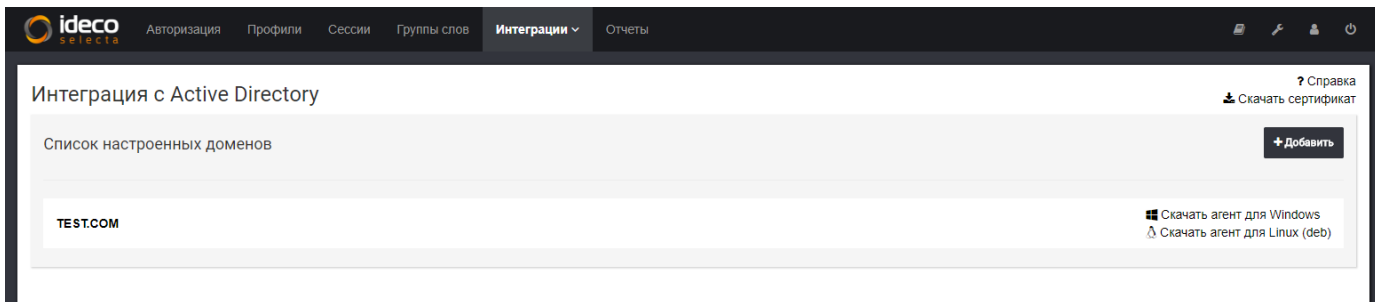 ideco
selecta
Авторизация Профили Сессии Группы слов Интеграции Отчеты
? Справка
Интеграция с Active Directory
Скачать сертификат
Список настроенных доменов
+ Добавить
TEST.COM
Скачать агент для Windows
Скачать агент для Linux (deb)